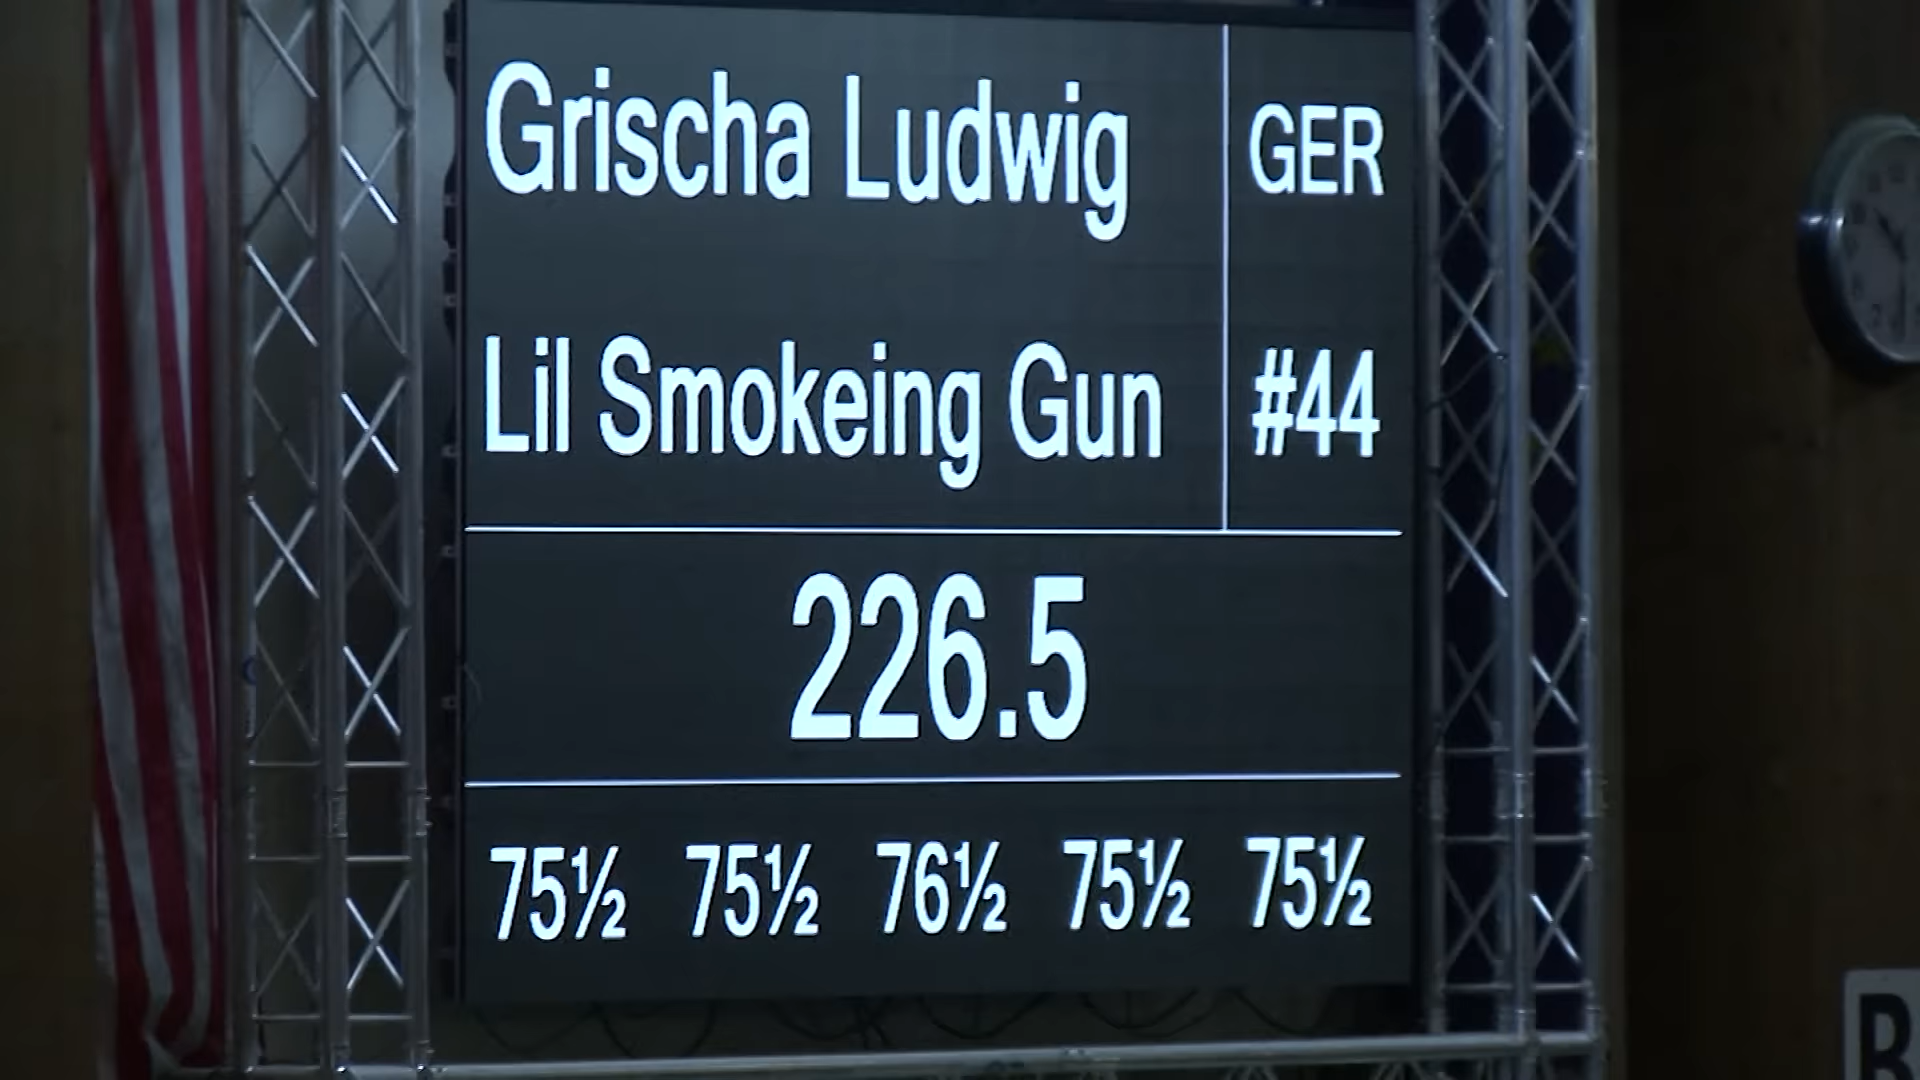 Grischa Ludwig GER
Lil Smokeing Gun #44
226.5
75½ 75½ 76½ 75½ 75½
B